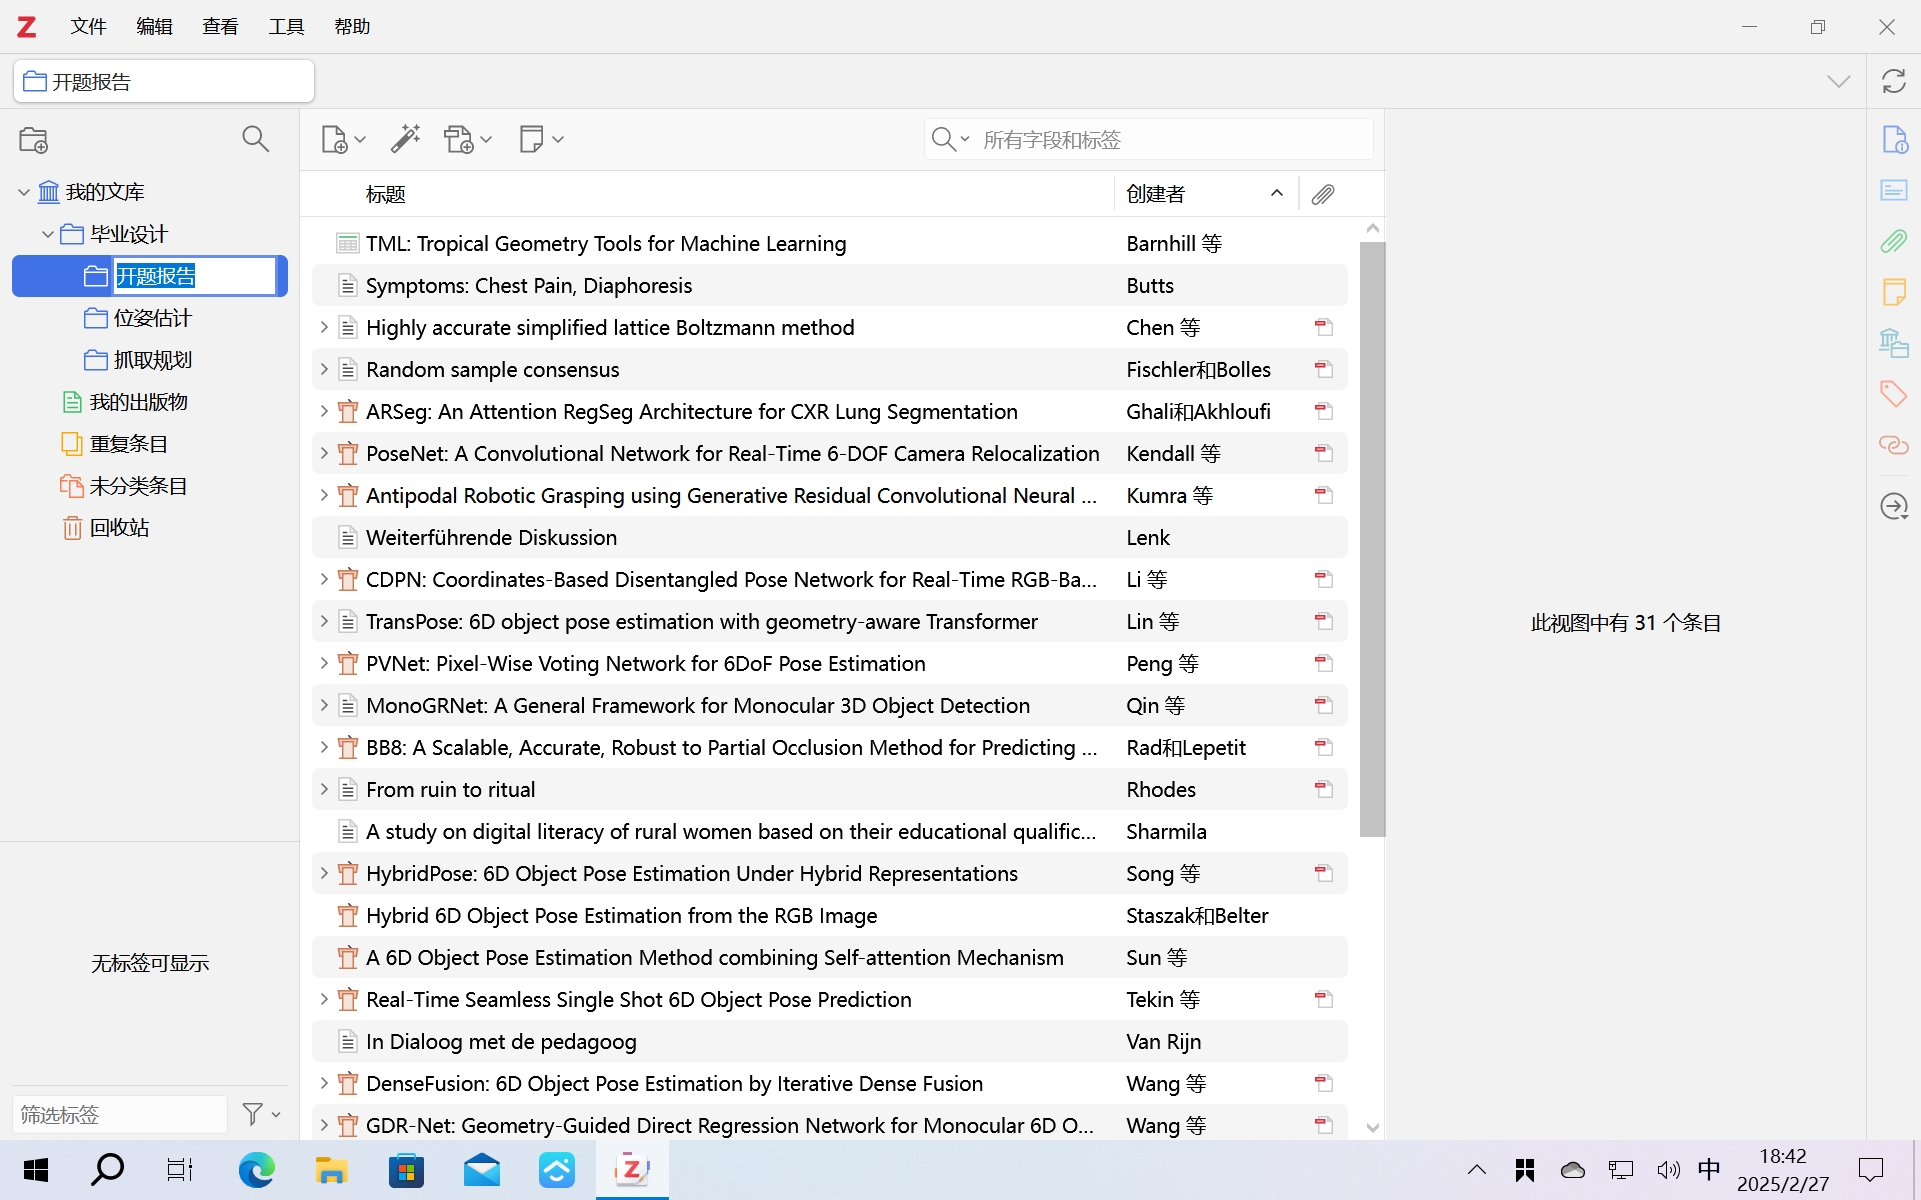 文件 编辑 查看 工具 帮助
开题报告
所有字段和标签
我的文库
毕业设计
开题报告
位姿估计
抓取规划
我的出版物
重复条目
未分类条目
回收站
无标签可显示
筛选标签
标题 创建者
TML: Tropical Geometry Tools for Machine Learning Barnhill 等
Symptoms: Chest Pain, Diaphoresis Butts
Highly accurate simplified lattice Boltzmann method Chen 等
Random sample consensus Fischler和Bolles
ARSeg: An Attention RegSeg Architecture for CXR Lung Segmentation Ghali和Akhloufi
PoseNet: A Convolutional Network for Real-Time 6-DOF Camera Relocalization Kendall 等
Antipodal Robotic Grasping using Generative Residual Convolutional Neural ... Kumra 等
Weiterführende Diskussion Lenk
CDPN: Coordinates-Based Disentangled Pose Network for Real-Time RGB-Ba... Li 等
TransPose: 6D object pose estimation with geometry-aware Transformer Lin 等
PVNet: Pixel-Wise Voting Network for 6DoF Pose Estimation Peng 等
MonoGRNet: A General Framework for Monocular 3D Object Detection Qin 等
BB8: A Scalable, Accurate, Robust to Partial Occlusion Method for Predicting ... Rad和Lepetit
From ruin to ritual Rhodes
A study on digital literacy of rural women based on their educational qualific... Sharmila
HybridPose: 6D Object Pose Estimation Under Hybrid Representations Song 等
Hybrid 6D Object Pose Estimation from the RGB Image Staszak和Belter
A 6D Object Pose Estimation Method combining Self-attention Mechanism Sun 等
Real-Time Seamless Single Shot 6D Object Pose Prediction Tekin 等
In Dialoog met de pedagoog Van Rijn
DenseFusion: 6D Object Pose Estimation by Iterative Dense Fusion Wang 等
GDR-Net: Geometry-Guided Direct Regression Network for Monocular 6D O... Wang 等
此视图中有 31 个条目
中
18:42
2025/2/27